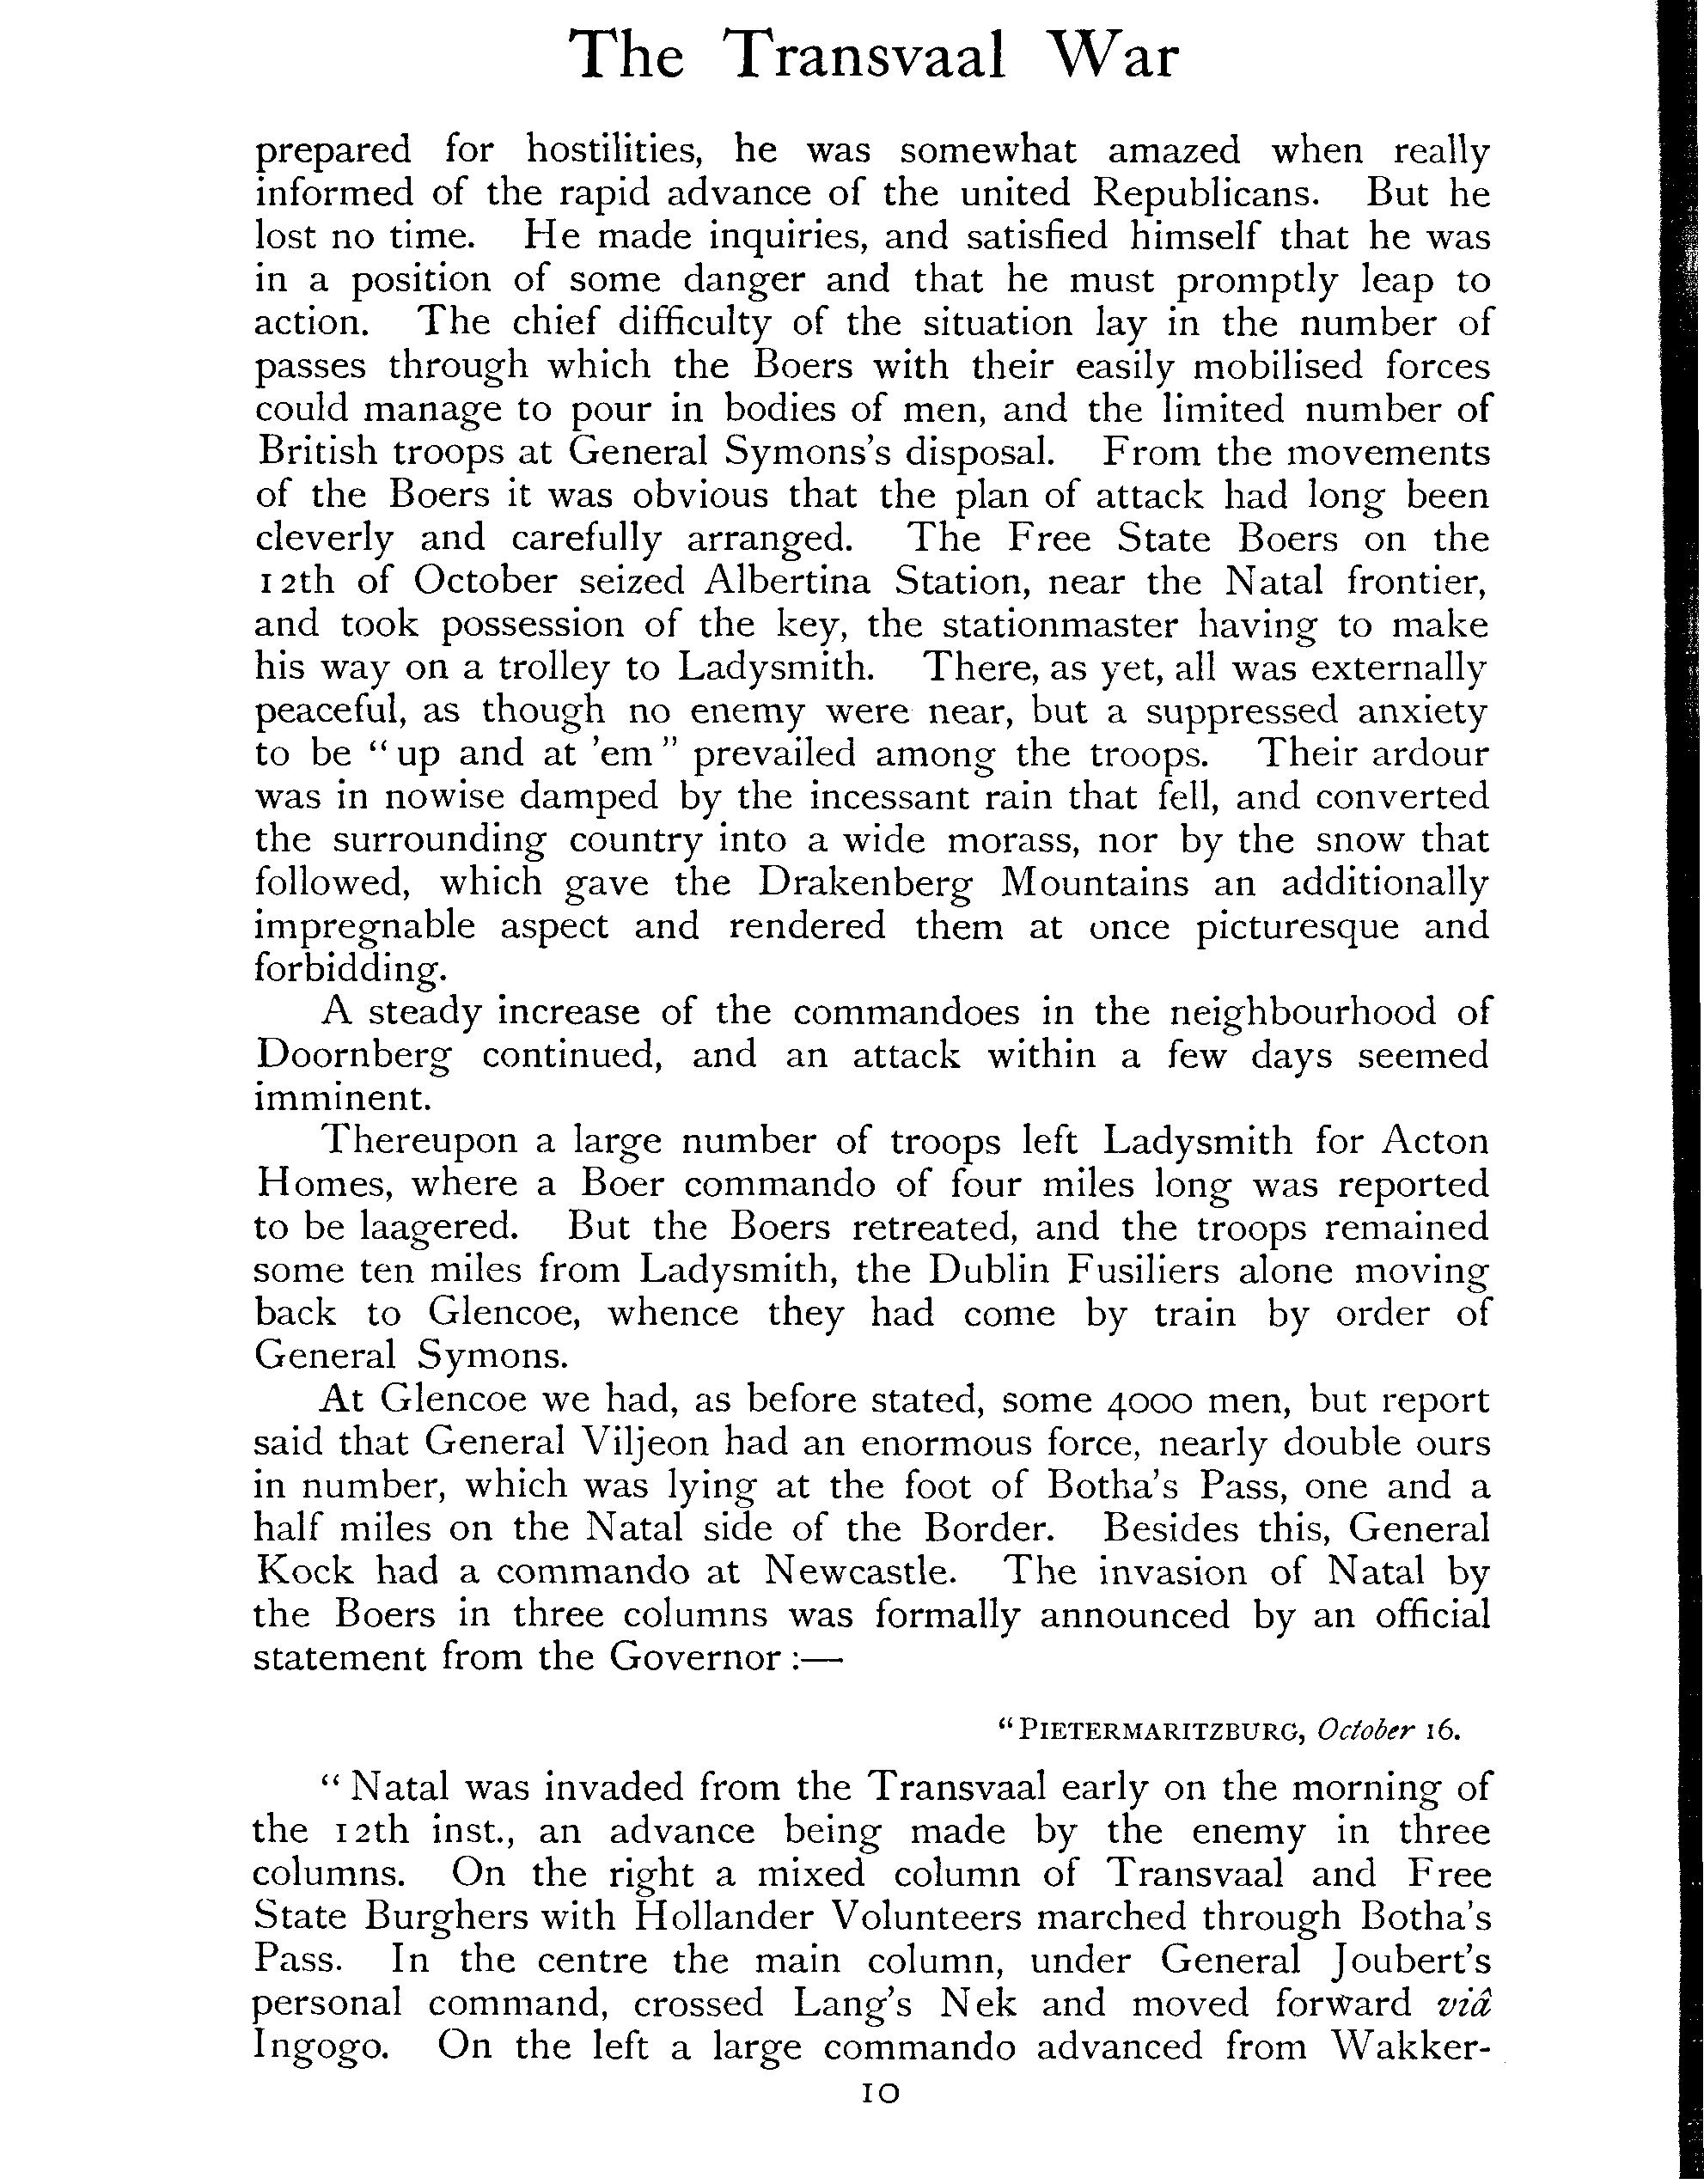 The Transvaal War
prepared for hostilities, he was somewhat amazed when really
informed of the rapid advance of the united Republicans. But he
lost no time. He made inquiries, and satisfied himself that he was
in a position of some danger and that he must promptly leap to
action. The chief difficulty of the situation lay in the number of
passes through which the Boers with their easily mobilised forces
could manage to pour in bodies of men, and the limited number of
British troops at General Symons's disposal. From the movements
of the Boers it was obvious that the plan of attack had long been
cleverly and carefully arranged. The Free State Boers on the
12th of October seized Albertina Station, near the Natal frontier,
and took possession of the key, the stationmaster having to make
his way on a trolley to Ladysmith. There, as yet, all was externally
peaceful, as though no enemy were near, but a suppressed anxiety
to be “up and at ’em” prevailed among the troops. Their ardour
was in nowise damped by the incessant rain that fell, and converted
the surrounding country into a wide morass, nor by the snow that
followed, which gave the Drakenberg Mountains an additionally
impregnable aspect and rendered them at once picturesque and
forbidding.
A steady increase of the commandoes in the neighbourhood of
Doornberg continued, and an attack within a few days seemed
imminent.
Thereupon a large number of troops left Ladysmith for Acton
Homes, where a Boer commando of four miles long was reported
to be laagered. But the Boers retreated, and the troops remained
some ten miles from Ladysmith, the Dublin Fusiliers alone moving
back to Glencoe, whence they had come by train by order of
General Symons.
At Glencoe we had, as before stated, some 4000 men, but report
said that General Viljeon had an enormous force, nearly double ours
in number, which was lying at the foot of Botha's Pass, one and a
half miles on the Natal side of the Border. Besides this, General
Kock had a commando at Newcastle. The invasion of Natal by
the Boers in three columns was formally announced by an official
statement from the Governor :—
“PIETERMARITZBURG, October 16.
“Natal was invaded from the Transvaal early on the morning of
the 12th inst., an advance being made by the enemy in three
columns. On the right a mixed column of Transvaal and Free
State Burghers with Hollander Volunteers marched through Botha's
Pass. In the centre the main column, under General Joubert's
personal command, crossed Lang's Nek and moved forward viâ
Ingogo. On the left a large commando advanced from Wakker-
10